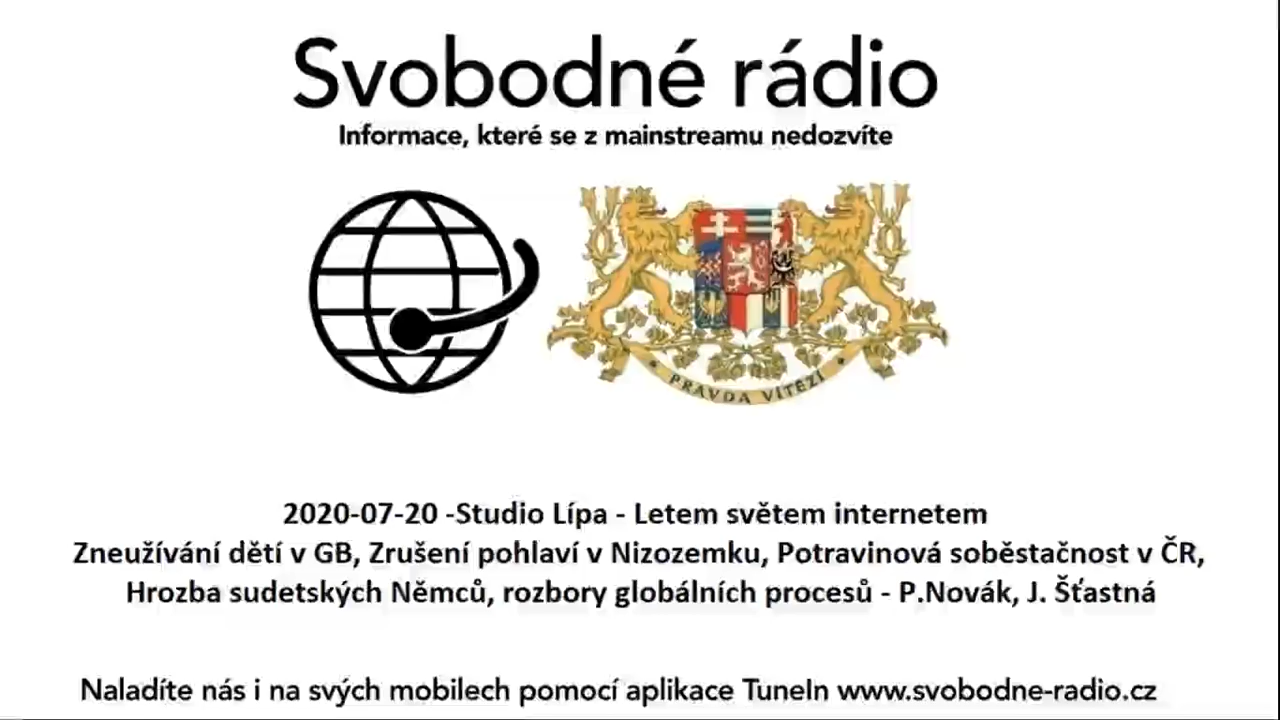 Svobodné rádio
Informace, které se z mainstreamu nedozvíte
PRAVDA VÍTĚZÍ
2020-07-20 -Studio Lípa - Letem světem internetem
Zneužívání dětí v GB, Zrušení pohlaví v Nizozemku, Potravinová soběstačnost v ČR,
Hrozba sudetských Němců, rozbory globálních procesů - P.Novák, J. Šťastná
Naladíte nás i na svých mobilech pomocí aplikace TuneIn www.svobodne-radio.cz